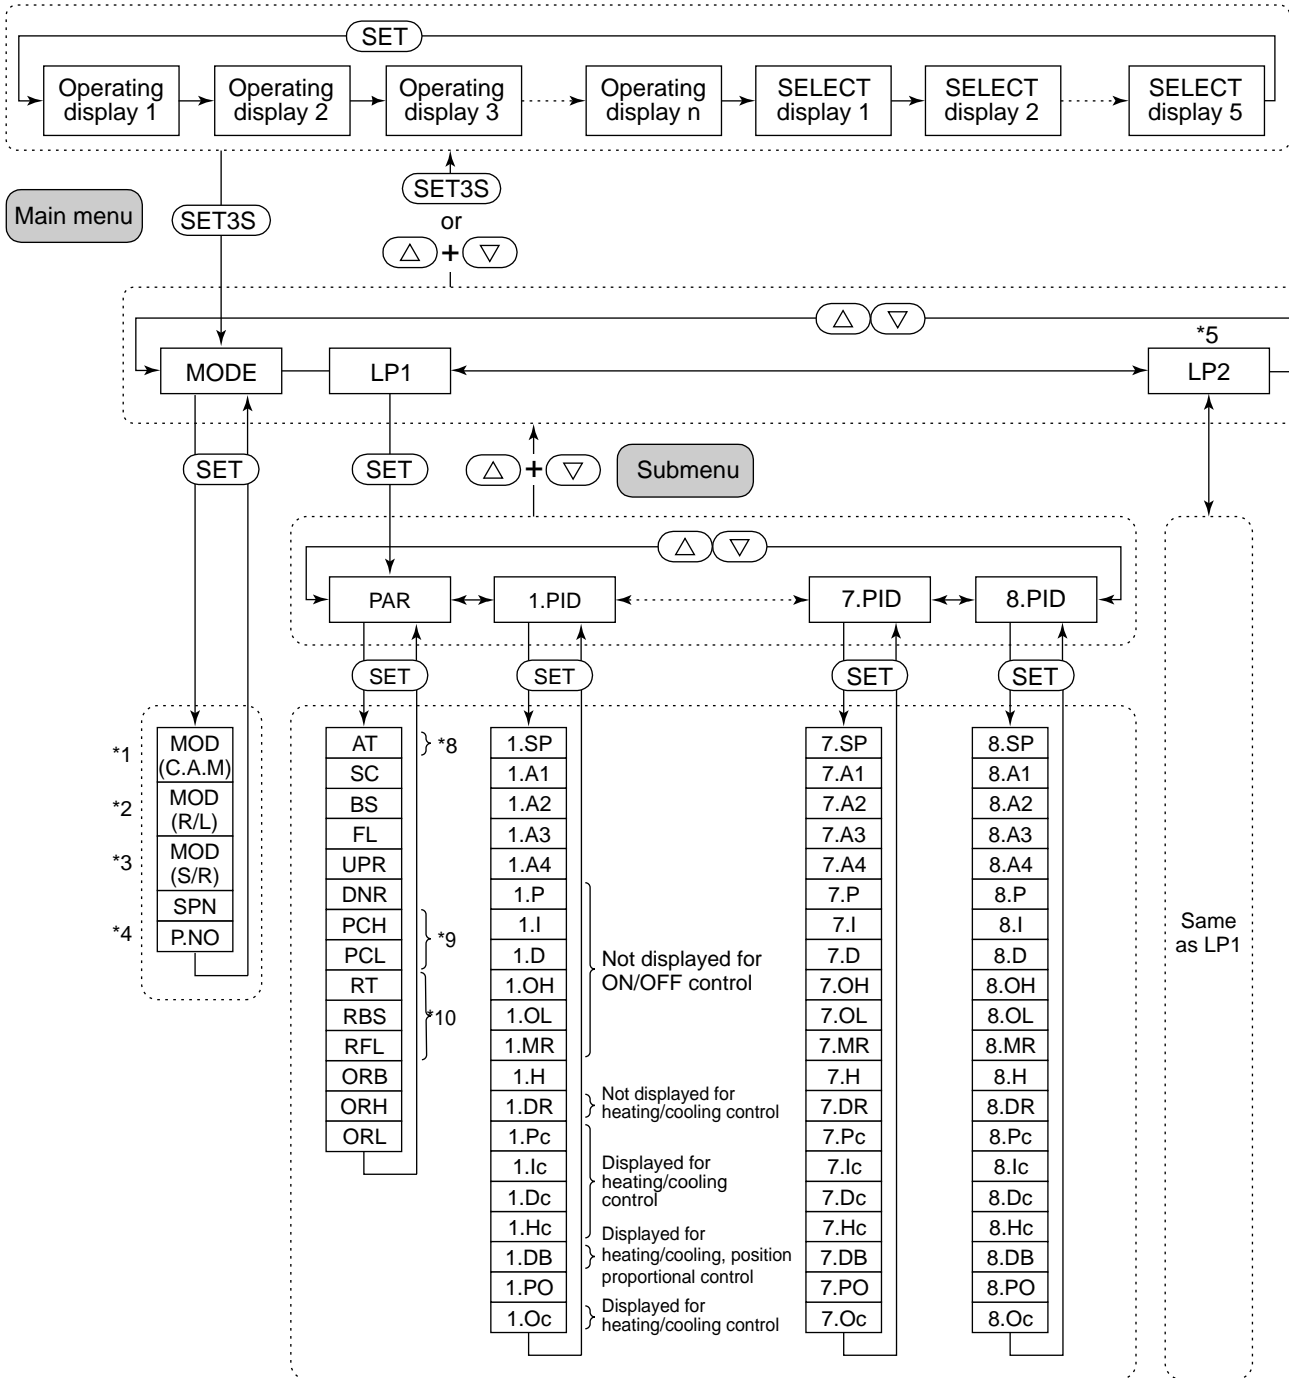 SET
Operating
display 1
Operating
display 2
Operating
display 3
Operating
display n
SELECT
display 1
SELECT
display 2
SELECT
display 5
Main menu
SET3S
SET3S
or
△ + ▽
△ ▽
*5
MODE
LP1
LP2
SET
SET
△ + ▽
Submenu
△ ▽
PAR
1.PID
7.PID
8.PID
SET
SET
SET
SET
*1
MOD
(C.A.M)
*2
MOD
(R/L)
*3
MOD
(S/R)
SPN
*4
P.NO
AT
*8
SC
BS
FL
UPR
DNR
PCH
PCL
*9
RT
RBS
RFL
*10
ORB
ORH
ORL
1.SP
1.A1
1.A2
1.A3
1.A4
1.P
1.I
1.D
1.OH
1.OL
1.MR
1.H
1.DR
1.Pc
1.Ic
1.Dc
1.Hc
1.DB
1.PO
1.Oc
Not displayed for
ON/OFF control
Not displayed for
heating/cooling control
Displayed for
heating/cooling
control
Displayed for
heating/cooling, position
proportional control
Displayed for
heating/cooling control
7.SP
7.A1
7.A2
7.A3
7.A4
7.P
7.I
7.D
7.OH
7.OL
7.MR
7.H
7.DR
7.Pc
7.Ic
7.Dc
7.Hc
7.DB
7.PO
7.Oc
8.SP
8.A1
8.A2
8.A3
8.A4
8.P
8.I
8.D
8.OH
8.OL
8.MR
8.H
8.DR
8.Pc
8.Ic
8.Dc
8.Hc
8.DB
8.PO
8.Oc
Same
as LP1